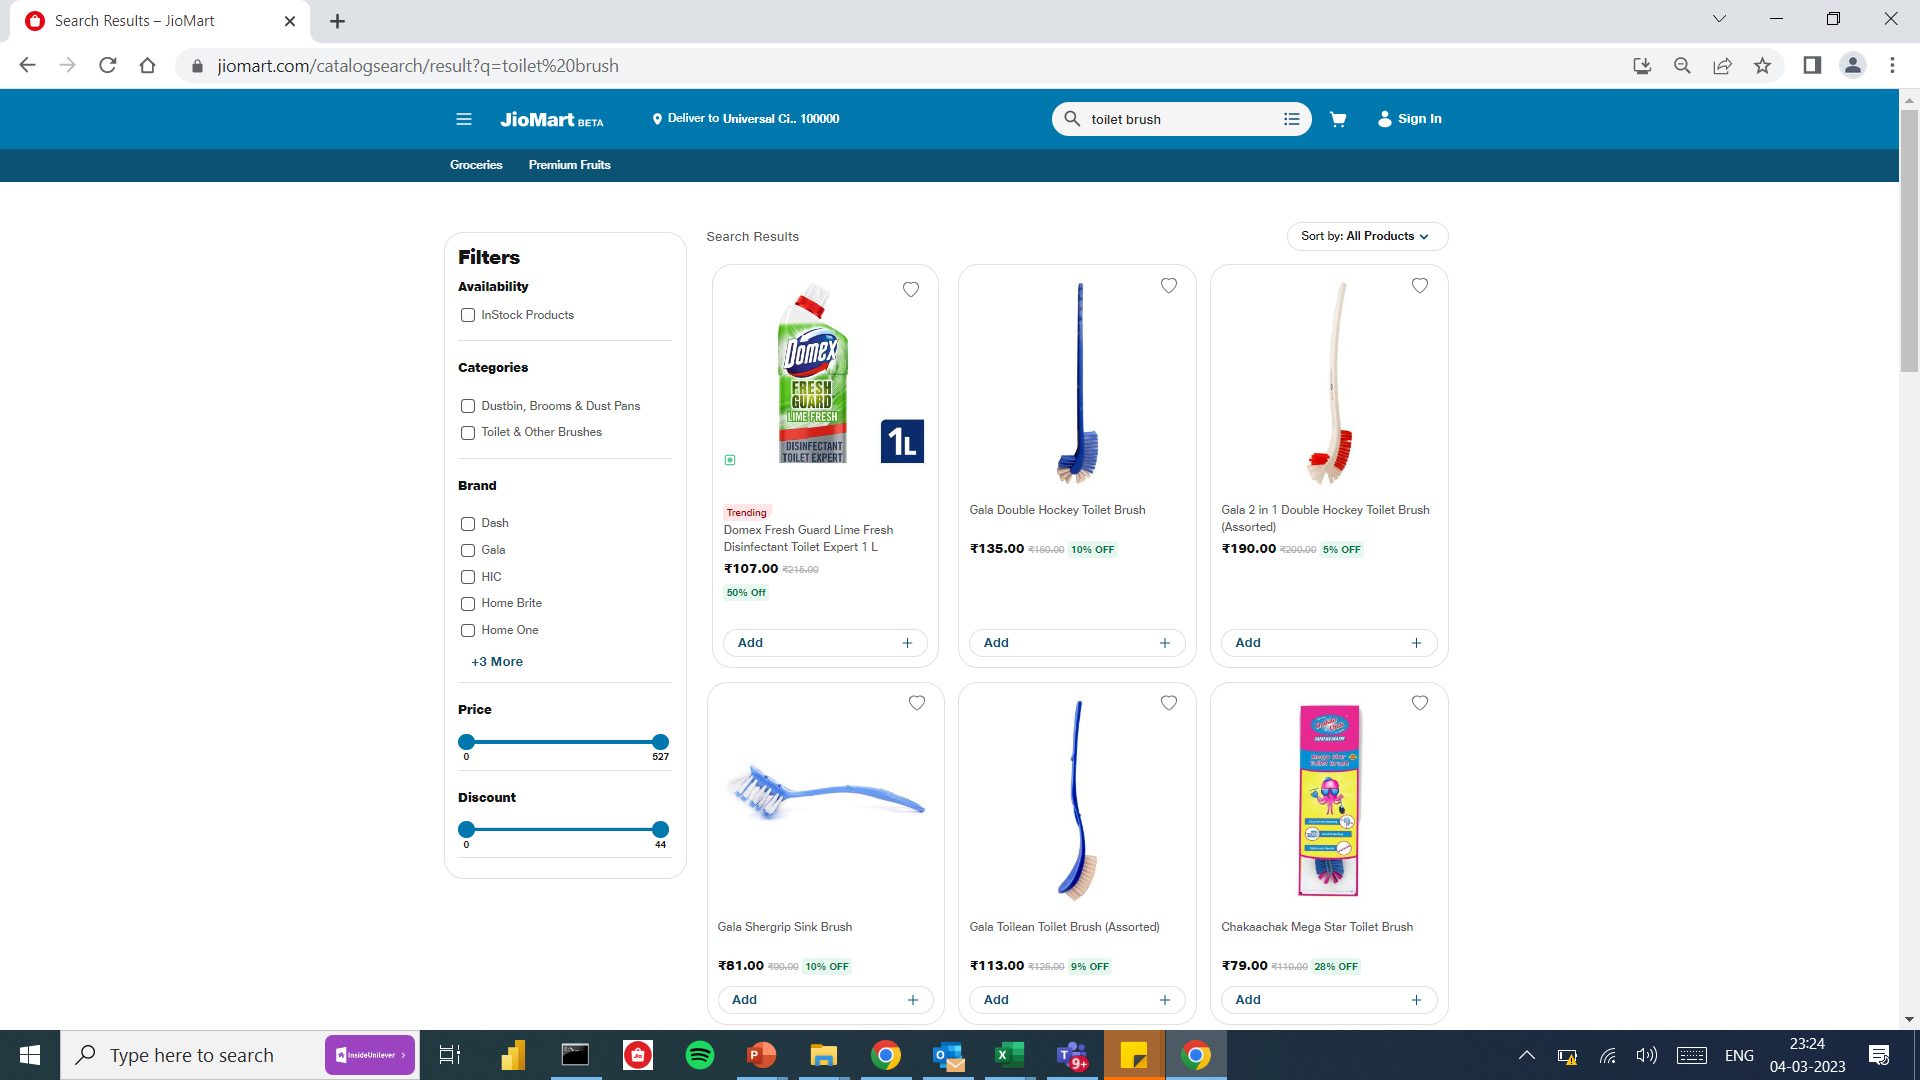 Search Results – JioMart
jiomart.com/catalogsearch/result?q=toilet%20brush
JioMart BETA
Deliver to Universal Ci.. 100000
toilet brush
Sign In
Groceries
Premium Fruits
Filters
Availability
InStock Products
Categories
Dustbin, Brooms & Dust Pans
Toilet & Other Brushes
Brand
Dash
Gala
HIC
Home Brite
Home One
+3 More
Price
0
527
Discount
0
44
Search Results
Sort by: All Products
Domex
FRESH
GUARD
LIME FRESH
DISINFECTANT
TOILET EXPERT
1L
Trending
Domex Fresh Guard Lime Fresh
Disinfectant Toilet Expert 1 L
₹107.00 ₹215.00
50% Off
Add +
Gala Double Hockey Toilet Brush
₹135.00 ₹150.00 10% OFF
Add +
Gala 2 in 1 Double Hockey Toilet Brush
(Assorted)
₹190.00 ₹200.00 5% OFF
Add +
Gala Shergrip Sink Brush
₹81.00 ₹90.00 10% OFF
Add +
Gala Toilean Toilet Brush (Assorted)
₹113.00 ₹125.00 9% OFF
Add +
Mega Star
Toilet Brush
Chakaachak Mega Star Toilet Brush
₹79.00 ₹110.00 28% OFF
Add +
Type here to search
InsideUnilever
9+
ENG
23:24
04-03-2023